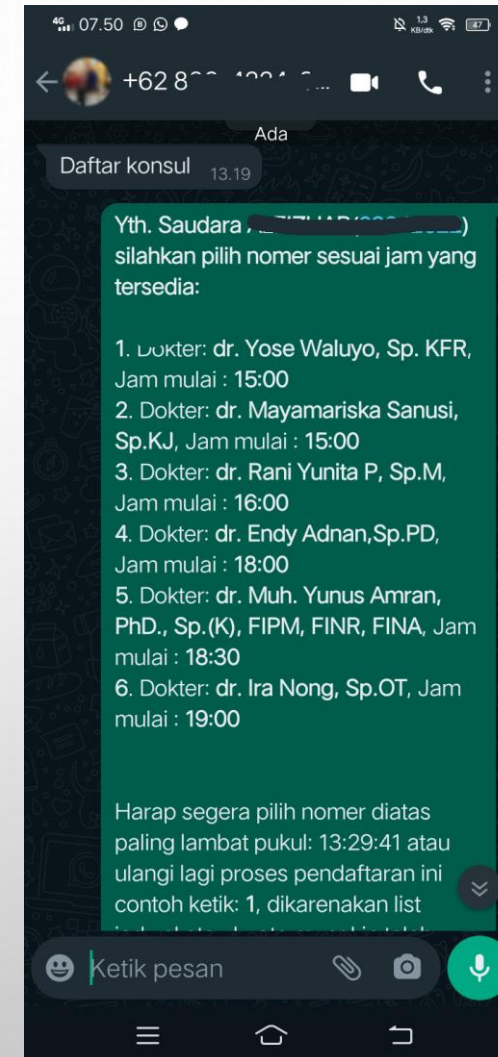 4G 07.50
1,3 KB/dtk 47
+62 8
Ada
Daftar konsul 13.19
Yth. Saudara
silahkan pilih nomer sesuai jam yang
tersedia:
1. Dokter: dr. Yose Waluyo, Sp. KFR,
Jam mulai : 15:00
2. Dokter: dr. Mayamariska Sanusi,
Sp.KJ, Jam mulai : 15:00
3. Dokter: dr. Rani Yunita P, Sp.M,
Jam mulai : 16:00
4. Dokter: dr. Endy Adnan,Sp.PD,
Jam mulai : 18:00
5. Dokter: dr. Muh. Yunus Amran,
PhD., Sp.(K), FIPM, FINR, FINA, Jam
mulai : 18:30
6. Dokter: dr. Ira Nong, Sp.OT, Jam
mulai : 19:00
Harap segera pilih nomer diatas
paling lambat pukul: 13:29:41 atau
ulangi lagi proses pendaftaran ini
contoh ketik: 1, dikarenakan list
Ketik pesan